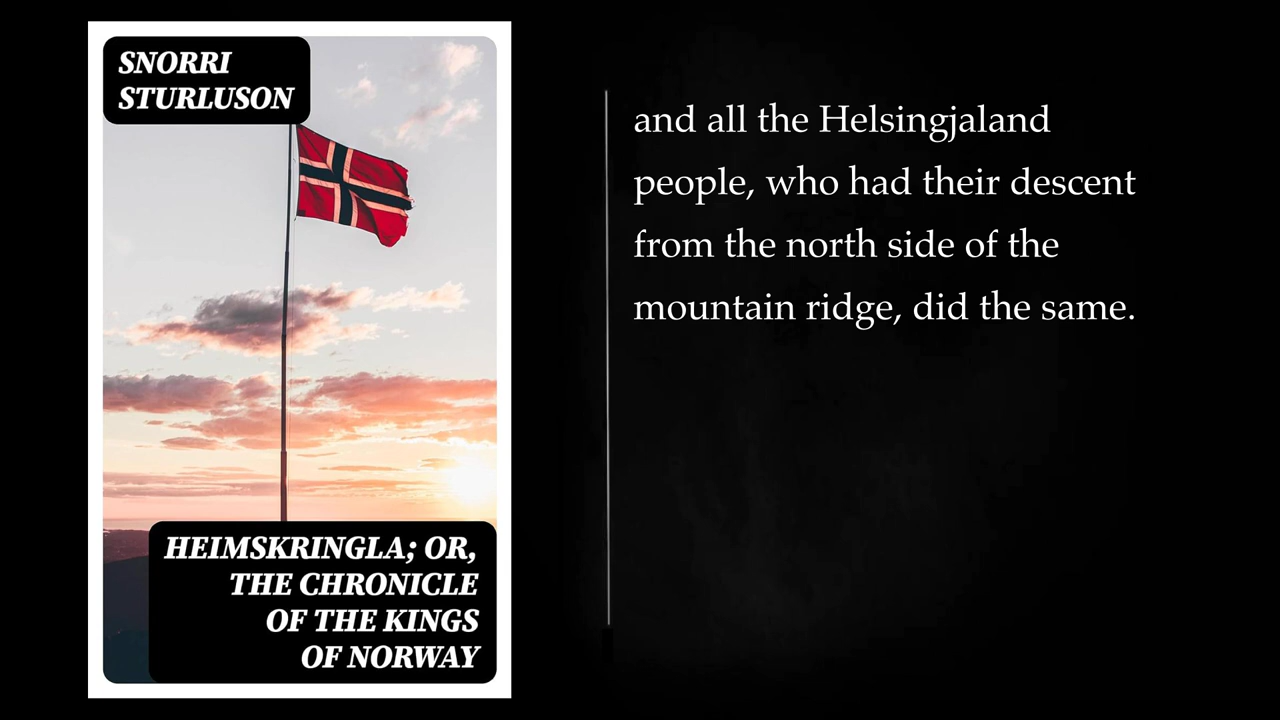 SNORRI
STURLUSON
HEIMSKRINGLA; OR,
THE CHRONICLE
OF THE KINGS
OF NORWAY
and all the Helsingjaland
people, who had their descent
from the north side of the
mountain ridge, did the same.